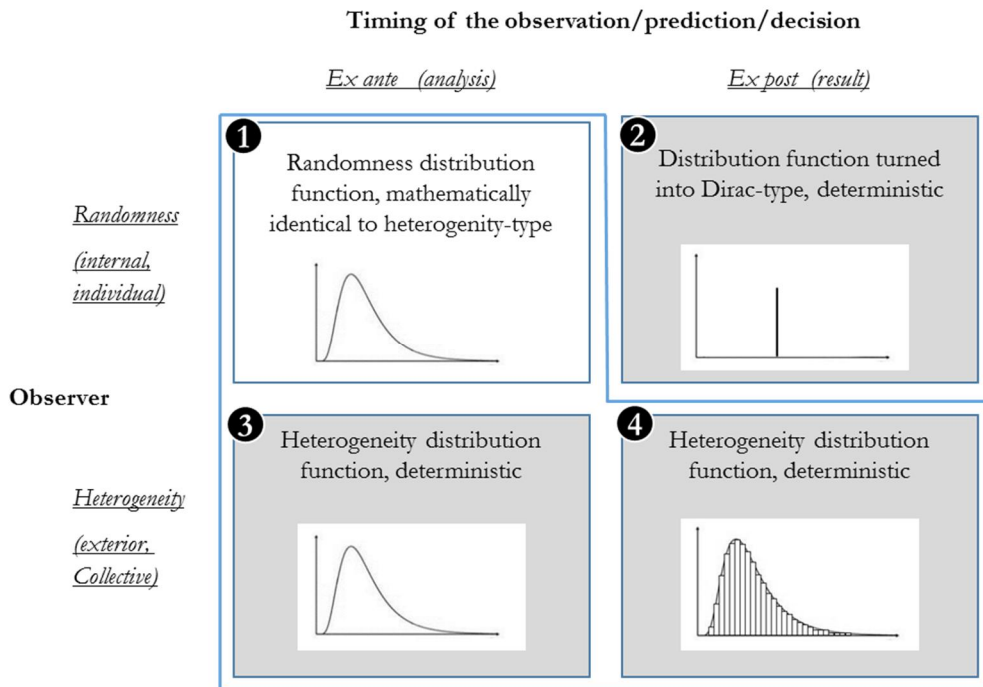 Timing of the observation/prediction/decision
Ex ante (analysis)
Ex post (result)
1
Randomness distribution
function, mathematically
identical to heterogenity-type
2
Distribution function turned
into Dirac-type, deterministic
Randomness
(internal,
individual)
Observer
3
Heterogeneity distribution
function, deterministic
4
Heterogeneity distribution
function, deterministic
Heterogeneity
(exterior,
Collective)